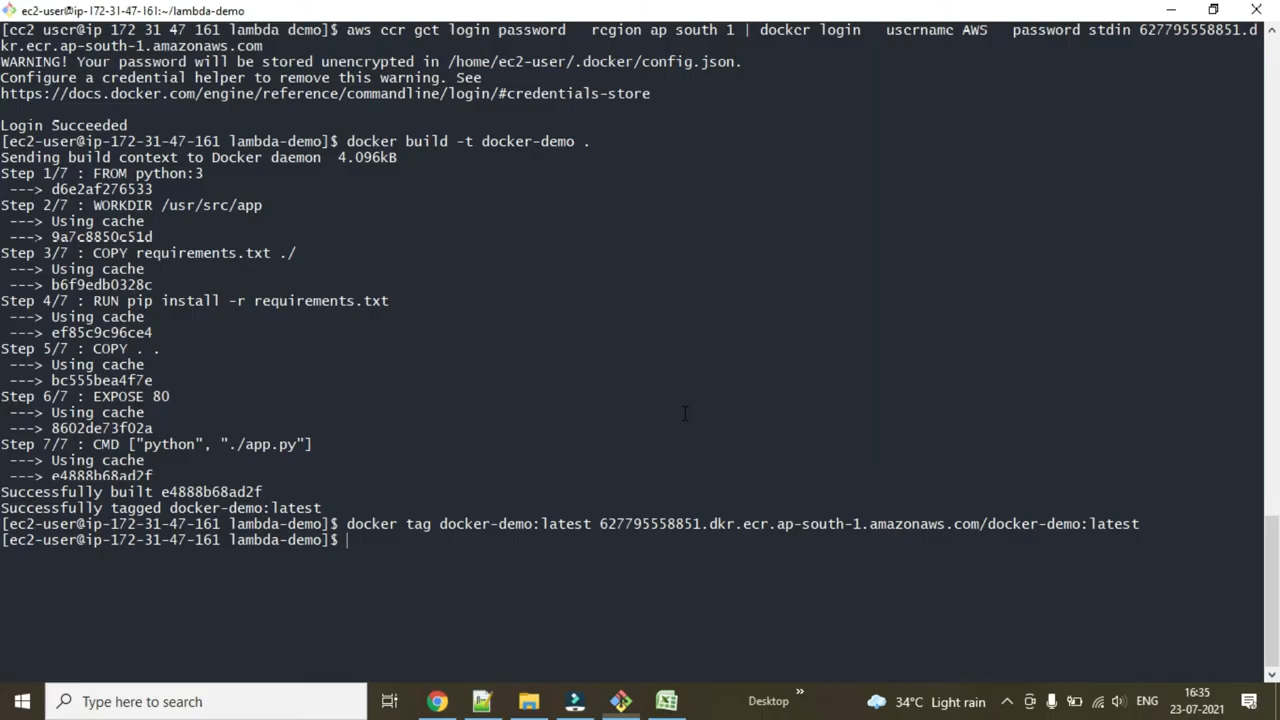 ec2-user@ip-172-31-47-161:~/lambda-demo
[ec2 user@ip 172 31 47 161 lambda demo]$ aws ecr get login password   region ap south 1 | docker login   username AWS   password stdin 627795558851.d
kr.ecr.ap-south-1.amazonaws.com
WARNING! Your password will be stored unencrypted in /home/ec2-user/.docker/config.json.
Configure a credential helper to remove this warning. See
https://docs.docker.com/engine/reference/commandline/login/#credentials-store
Login Succeeded
[ec2-user@ip-172-31-47-161 lambda-demo]$ docker build -t docker-demo .
Sending build context to Docker daemon  4.096kB
Step 1/7 : FROM python:3
---> d6e2af276533
Step 2/7 : WORKDIR /usr/src/app
---> Using cache
---> 9a7c8850c51d
Step 3/7 : COPY requirements.txt ./
---> Using cache
---> b6f9edb0328c
Step 4/7 : RUN pip install -r requirements.txt
---> Using cache
---> ef85c9c96ce4
Step 5/7 : COPY . .
---> Using cache
---> bc555bea4f7e
Step 6/7 : EXPOSE 80
---> Using cache
---> 8602de73f02a
Step 7/7 : CMD ["python", "./app.py"]
---> Using cache
---> e4888b68ad2f
Successfully built e4888b68ad2f
Successfully tagged docker-demo:latest
[ec2-user@ip-172-31-47-161 lambda-demo]$ docker tag docker-demo:latest 627795558851.dkr.ecr.ap-south-1.amazonaws.com/docker-demo:latest
[ec2-user@ip-172-31-47-161 lambda-demo]$
Type here to search
Desktop
34°C Light rain
ENG
16:35
23-07-2021